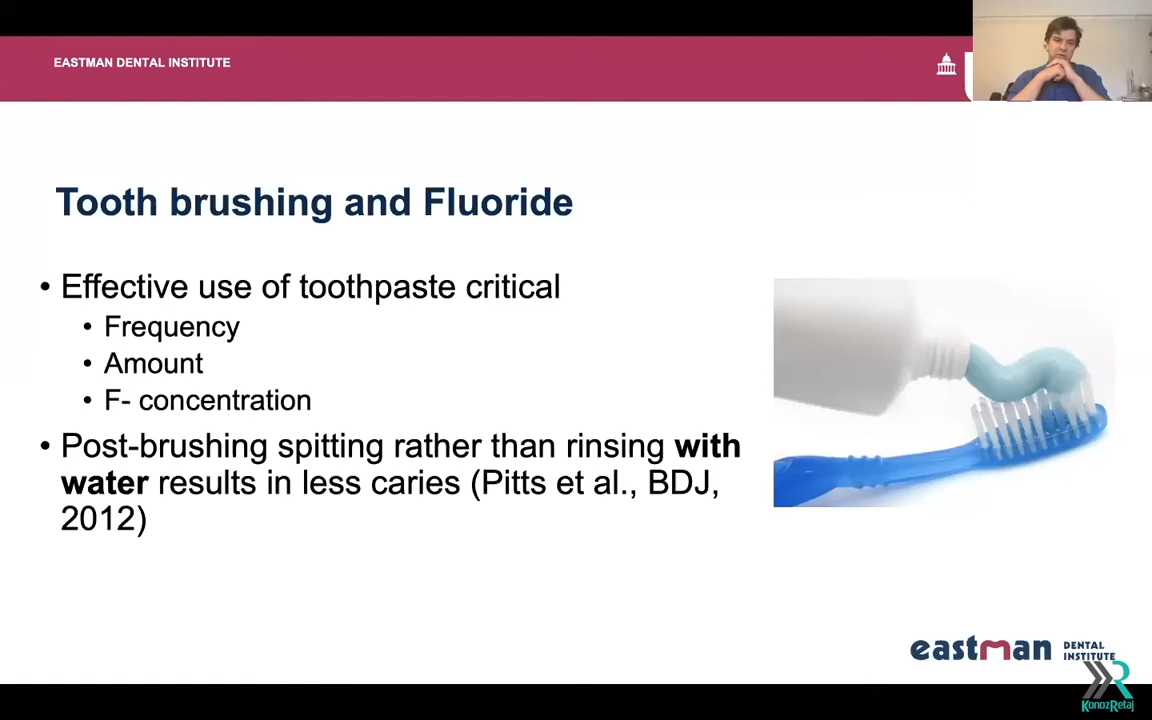 EASTMAN DENTAL INSTITUTE
Tooth brushing and Fluoride
• Effective use of toothpaste critical
• Frequency
• Amount
• F- concentration
• Post-brushing spitting rather than rinsing with
water results in less caries (Pitts et al., BDJ,
2012)
eastman DENTAL
INSTITUTE
KonozRetaj